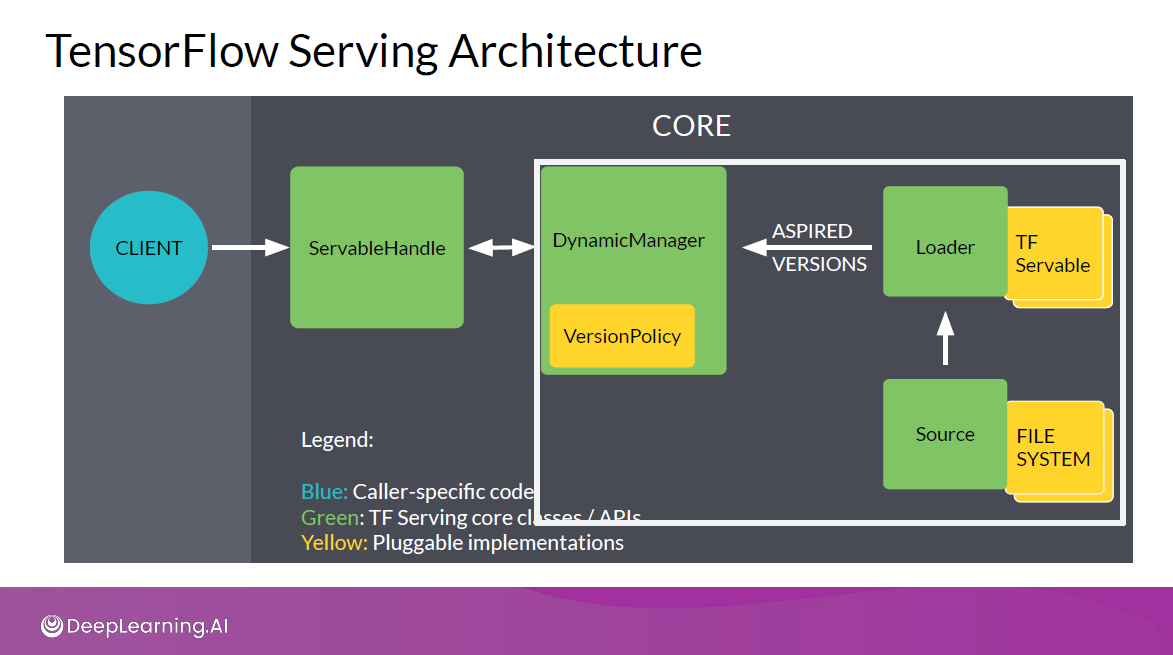 TensorFlow Serving Architecture
CORE
CLIENT
ServableHandle
DynamicManager
VersionPolicy
ASPIRED
VERSIONS
Loader
TF
Servable
Source
FILE
SYSTEM
Legend:
Blue: Caller-specific code
Green: TF Serving core classes / APIs
Yellow: Pluggable implementations
DeepLearning.AI